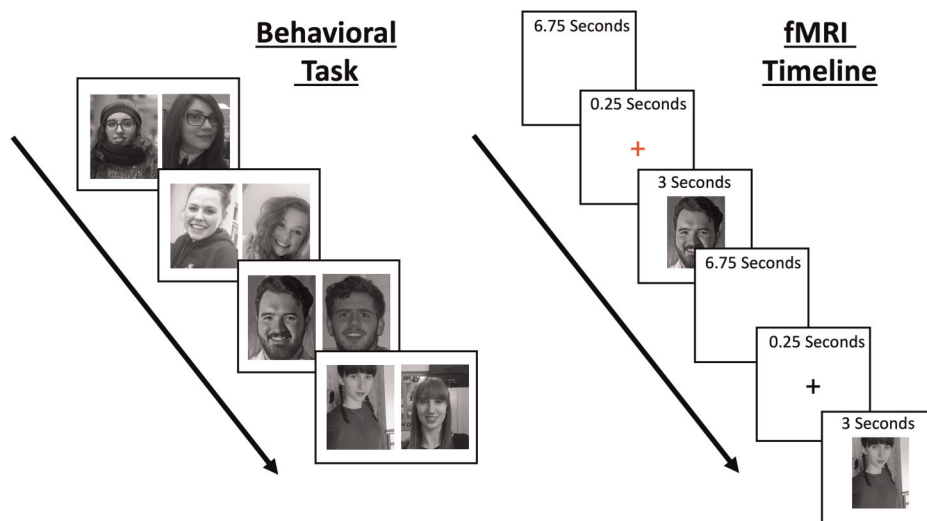 Behavioral
Task
fMRI
Timeline
6.75 Seconds
0.25 Seconds
+
3 Seconds
6.75 Seconds
0.25 Seconds
+
3 Seconds